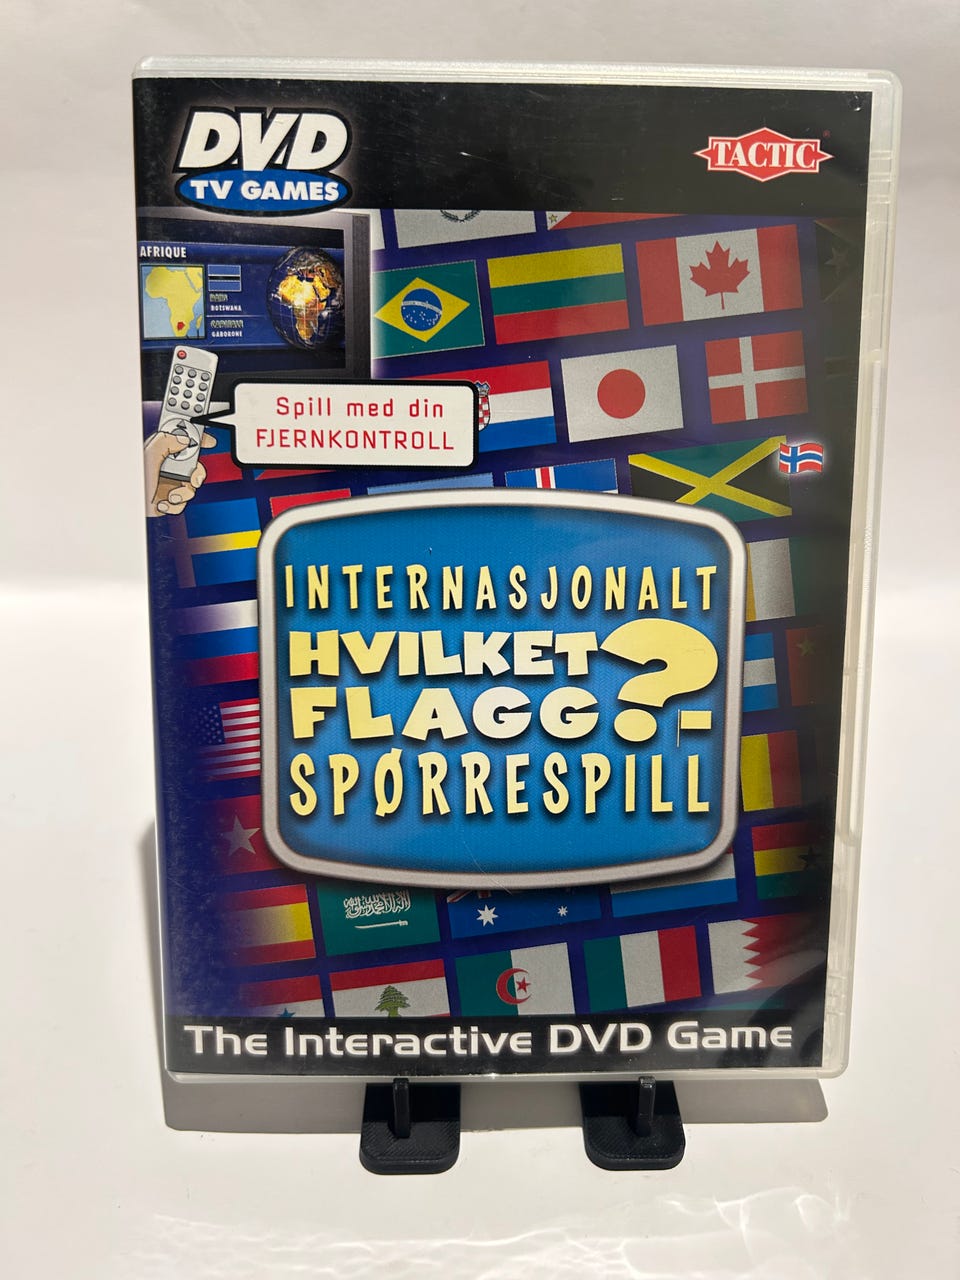 DVD
TV GAMES
TACTIC
AFRIQUE
BOTSWANA
GABORONE
Spill med din
FJERNKONTROLL
INTERNASJONALT
HVILKET
FLAGG?-
SPØRRESPILL
The Interactive DVD Game